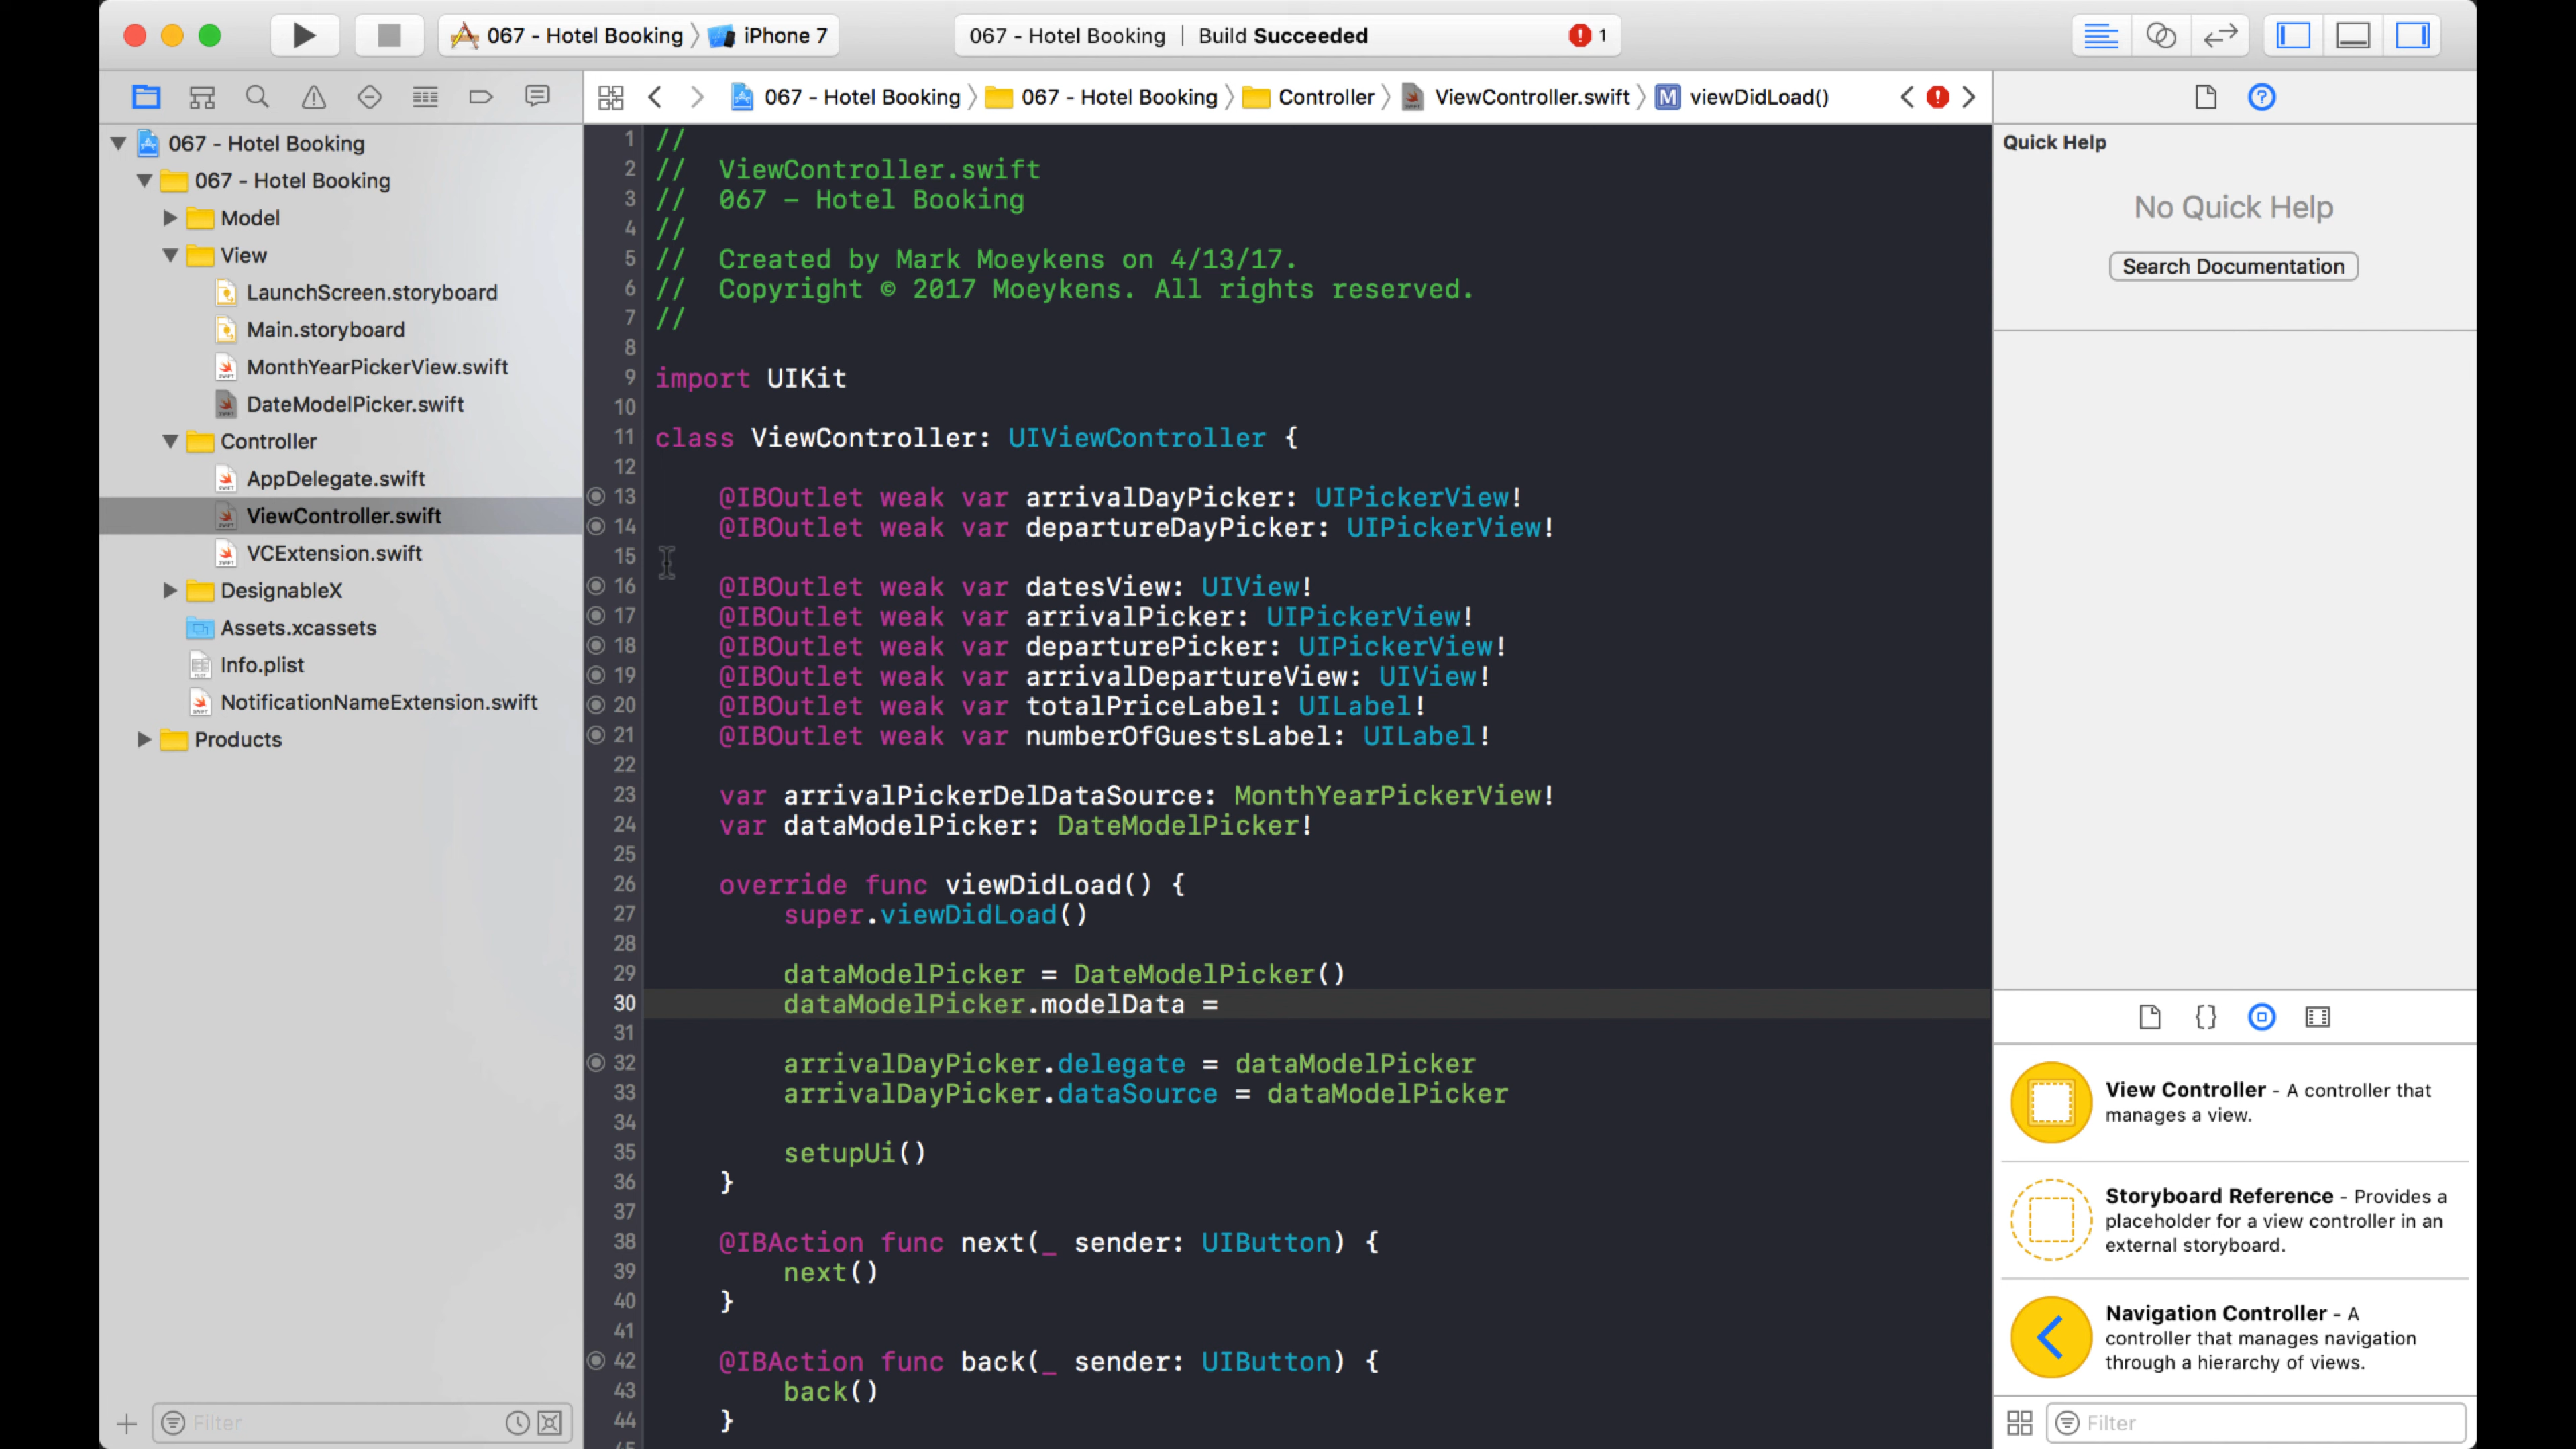 067 - Hotel Booking
iPhone 7
067 - Hotel Booking | Build Succeeded
1
067 - Hotel Booking
067 - Hotel Booking
Controller
ViewController.swift
M viewDidLoad()
067 - Hotel Booking
067 - Hotel Booking
Model
View
LaunchScreen.storyboard
Main.storyboard
MonthYearPickerView.swift
DateModelPicker.swift
Controller
AppDelegate.swift
ViewController.swift
VCExtension.swift
DesignableX
Assets.xcassets
Info.plist
NotificationNameExtension.swift
Products
Filter
1 //
2 //  ViewController.swift
3 //  067 - Hotel Booking
4 //
5 //  Created by Mark Moeykens on 4/13/17.
6 //  Copyright © 2017 Moeykens. All rights reserved.
7 //
8
9 import UIKit
10
11 class ViewController: UIViewController {
12
13     @IBOutlet weak var arrivalDayPicker: UIPickerView!
14     @IBOutlet weak var departureDayPicker: UIPickerView!
15
16     @IBOutlet weak var datesView: UIView!
17     @IBOutlet weak var arrivalPicker: UIPickerView!
18     @IBOutlet weak var departurePicker: UIPickerView!
19     @IBOutlet weak var arrivalDepartureView: UIView!
20     @IBOutlet weak var totalPriceLabel: UILabel!
21     @IBOutlet weak var numberOfGuestsLabel: UILabel!
22
23     var arrivalPickerDelDataSource: MonthYearPickerView!
24     var dataModelPicker: DateModelPicker!
25
26     override func viewDidLoad() {
27         super.viewDidLoad()
28
29         dataModelPicker = DateModelPicker()
30         dataModelPicker.modelData =
31
32         arrivalDayPicker.delegate = dataModelPicker
33         arrivalDayPicker.dataSource = dataModelPicker
34
35         setupUi()
36     }
37
38     @IBAction func next(_ sender: UIButton) {
39         next()
40     }
41
42     @IBAction func back(_ sender: UIButton) {
43         back()
44     }
Quick Help
No Quick Help
Search Documentation
View Controller - A controller that
manages a view.
Storyboard Reference - Provides a
placeholder for a view controller in an
external storyboard.
Navigation Controller - A
controller that manages navigation
through a hierarchy of views.
Filter